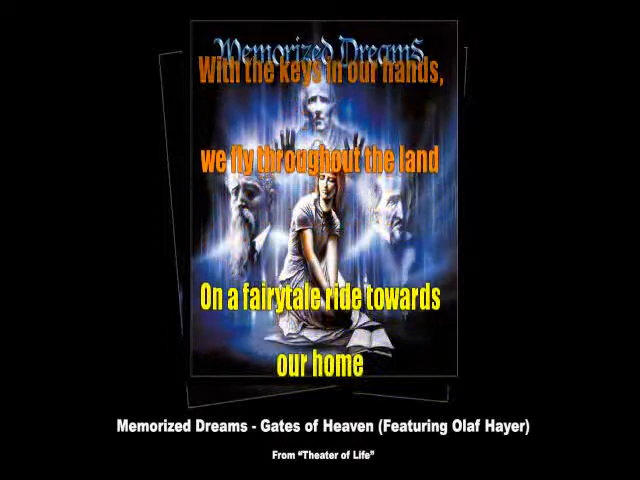 Memorized Dreams
With the keys in our hands,
we fly throughout the land
On a fairytale ride towards
our home
Memorized Dreams - Gates of Heaven (Featuring Olaf Hayer)
From “Theater of Life”